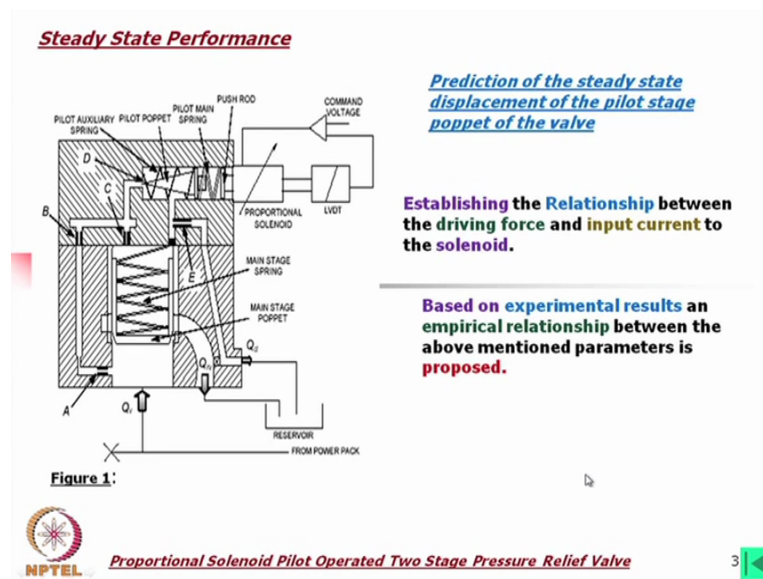 Steady State Performance
PILOT AUXILIARY
SPRING
PILOT POPPET
PILOT MAIN
SPRING
PUSH ROD
COMMAND
VOLTAGE
D
C
B
PROPORTIONAL
SOLENOID
LVDT
E
MAIN STAGE
SPRING
MAIN STAGE
POPPET
Qd
A
Qi
RESERVOIR
FROM POWER PACK
Figure 1:
Prediction of the steady state
displacement of the pilot stage
poppet of the valve
Establishing the Relationship between
the driving force and input current to
the solenoid.
Based on experimental results an
empirical relationship between the
above mentioned parameters is
proposed.
NPTEL
Proportional Solenoid Pilot Operated Two Stage Pressure Relief Valve
3